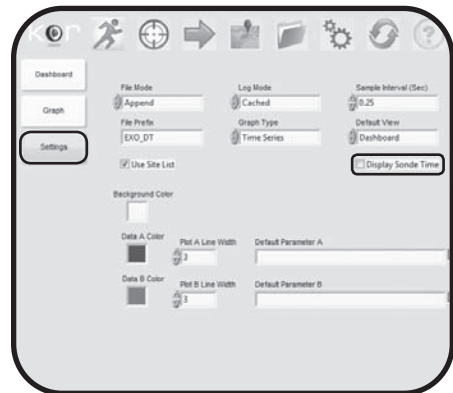 KOR
?
Dashboard
Graph
Settings
File Mode Log Mode Sample Interval (Sec)
Append Cached 0.25
File Prefix Graph Type Default View
EXO_DT Time Series Dashboard
Use Site List Display Sonde Time
Background Color
Data A Color Plot A Line Width Default Parameter A
3
Data B Color Plot B Line Width Default Parameter B
3